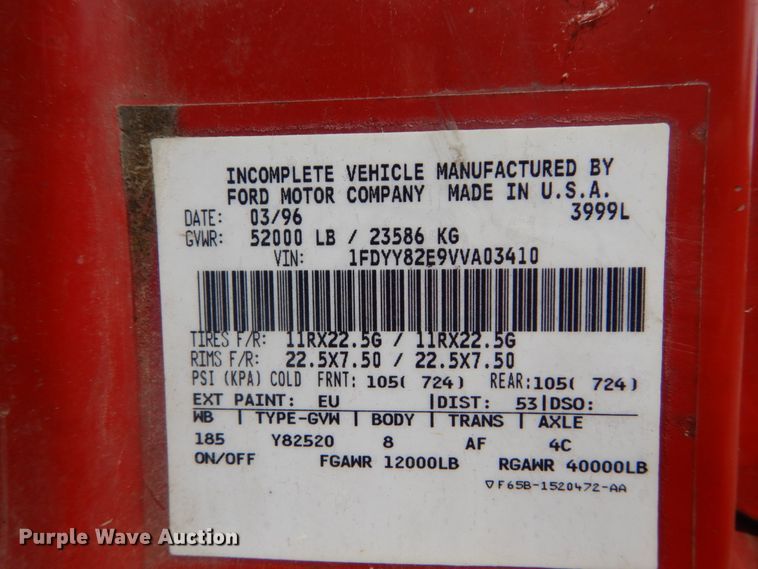 INCOMPLETE VEHICLE MANUFACTURED BY
FORD MOTOR COMPANY MADE IN U.S.A.
DATE: 03/96 3999L
GVWR: 52000 LB / 23586 KG
VIN: 1FDYY82E9VVA03410
TIRES F/R: 11RX22.5G / 11RX22.5G
RIMS F/R: 22.5X7.50 / 22.5X7.50
PSI (KPA) COLD FRNT: 105( 724) REAR:105( 724)
EXT PAINT: EU |DIST: 53|DSO:
WB | TYPE-GVW | BODY | TRANS | AXLE
185 Y82520 8 AF 4C
ON/OFF FGAWR 12000LB RGAWR 40000LB
▽F65B-1520472-AA
Purple Wave Auction